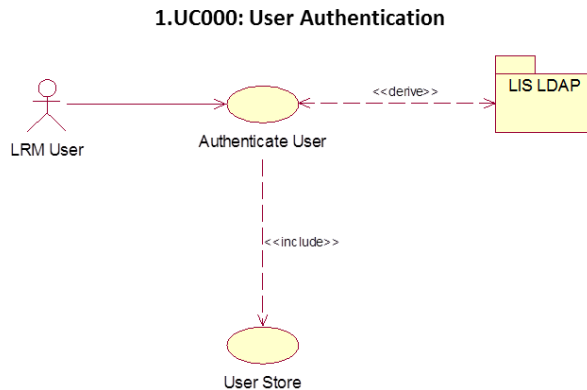 1.UC000: User Authentication
<<derive>>
LIS LDAP
LRM User
Authenticate User
<<include>>
User Store